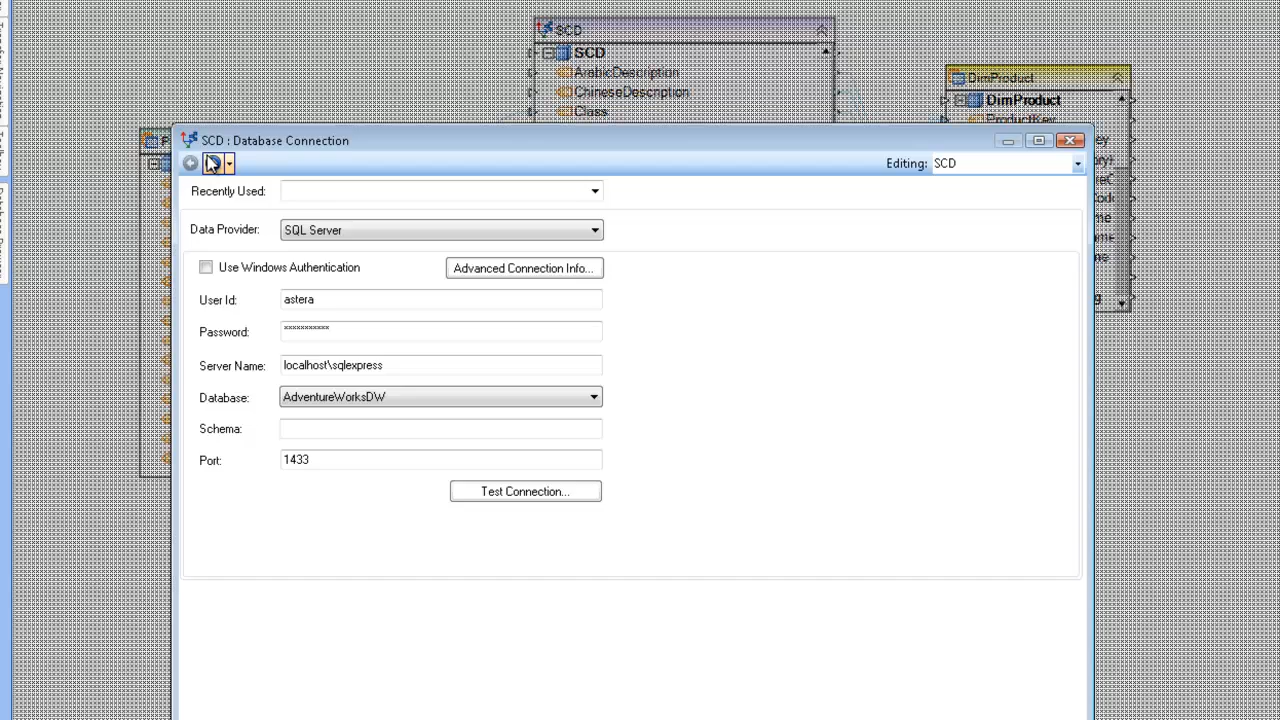 SCD
SCD
ArabicDescription
ChineseDescription
Class
DimProduct
DimProduct
ProductKey
SCD : Database Connection
Editing: SCD
Recently Used:
Data Provider: SQL Server
Use Windows Authentication
Advanced Connection Info...
User Id: astera
Password: ***********
Server Name: localhost\sqlexpress
Database: AdventureWorksDW
Schema:
Port: 1433
Test Connection...